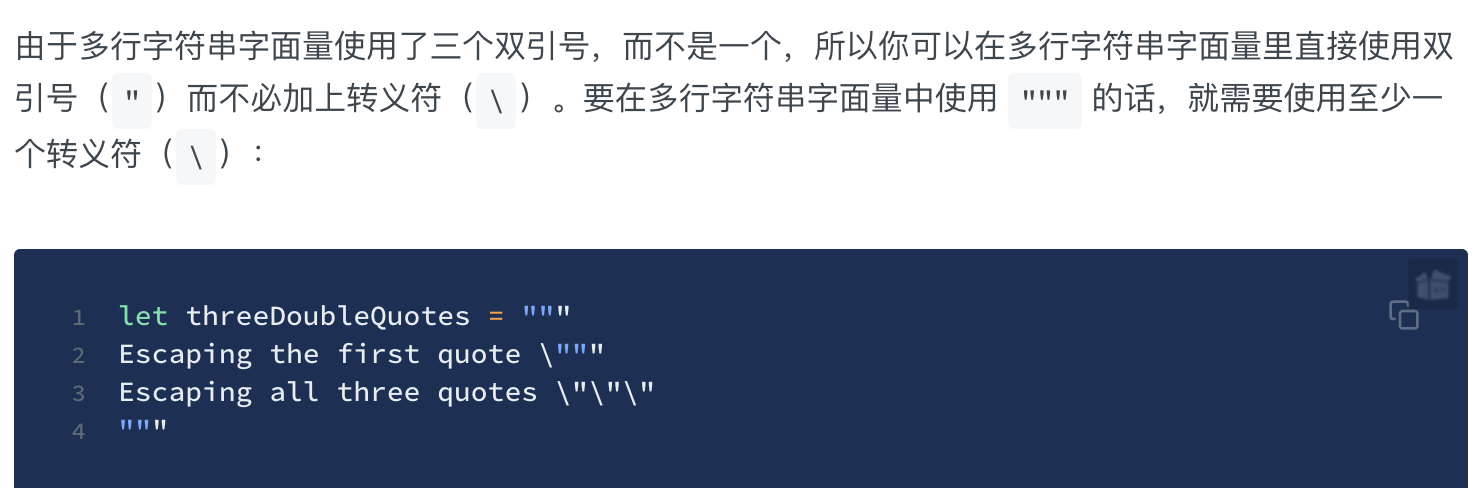 由于多行字符串字面量使用了三个双引号，而不是一个，所以你可以在多行字符串字面量里直接使用双
引号（"）而不必加上转义符（\）。要在多行字符串字面量中使用 """ 的话，就需要使用至少一
个转义符（\）：
1 let threeDoubleQuotes = """
2 Escaping the first quote \"""
3 Escaping all three quotes \"\"\"
4 """